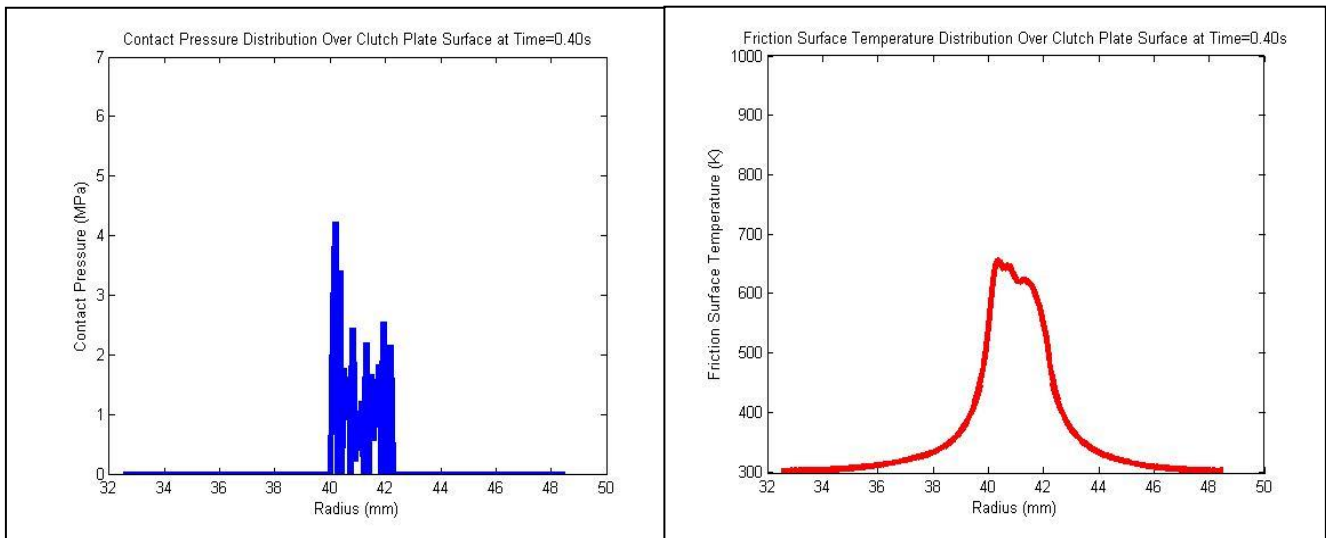 Contact Pressure Distribution Over Clutch Plate Surface at Time=0.40s
7
6
5
4
3
2
1
0
Contact Pressure (MPa)
32 34 36 38 40 42 44 46 48 50
Radius (mm)
Friction Surface Temperature Distribution Over Clutch Plate Surface at Time=0.40s
1000
900
800
700
600
500
400
300
Friction Surface Temperature (K)
32 34 36 38 40 42 44 46 48 50
Radius (mm)